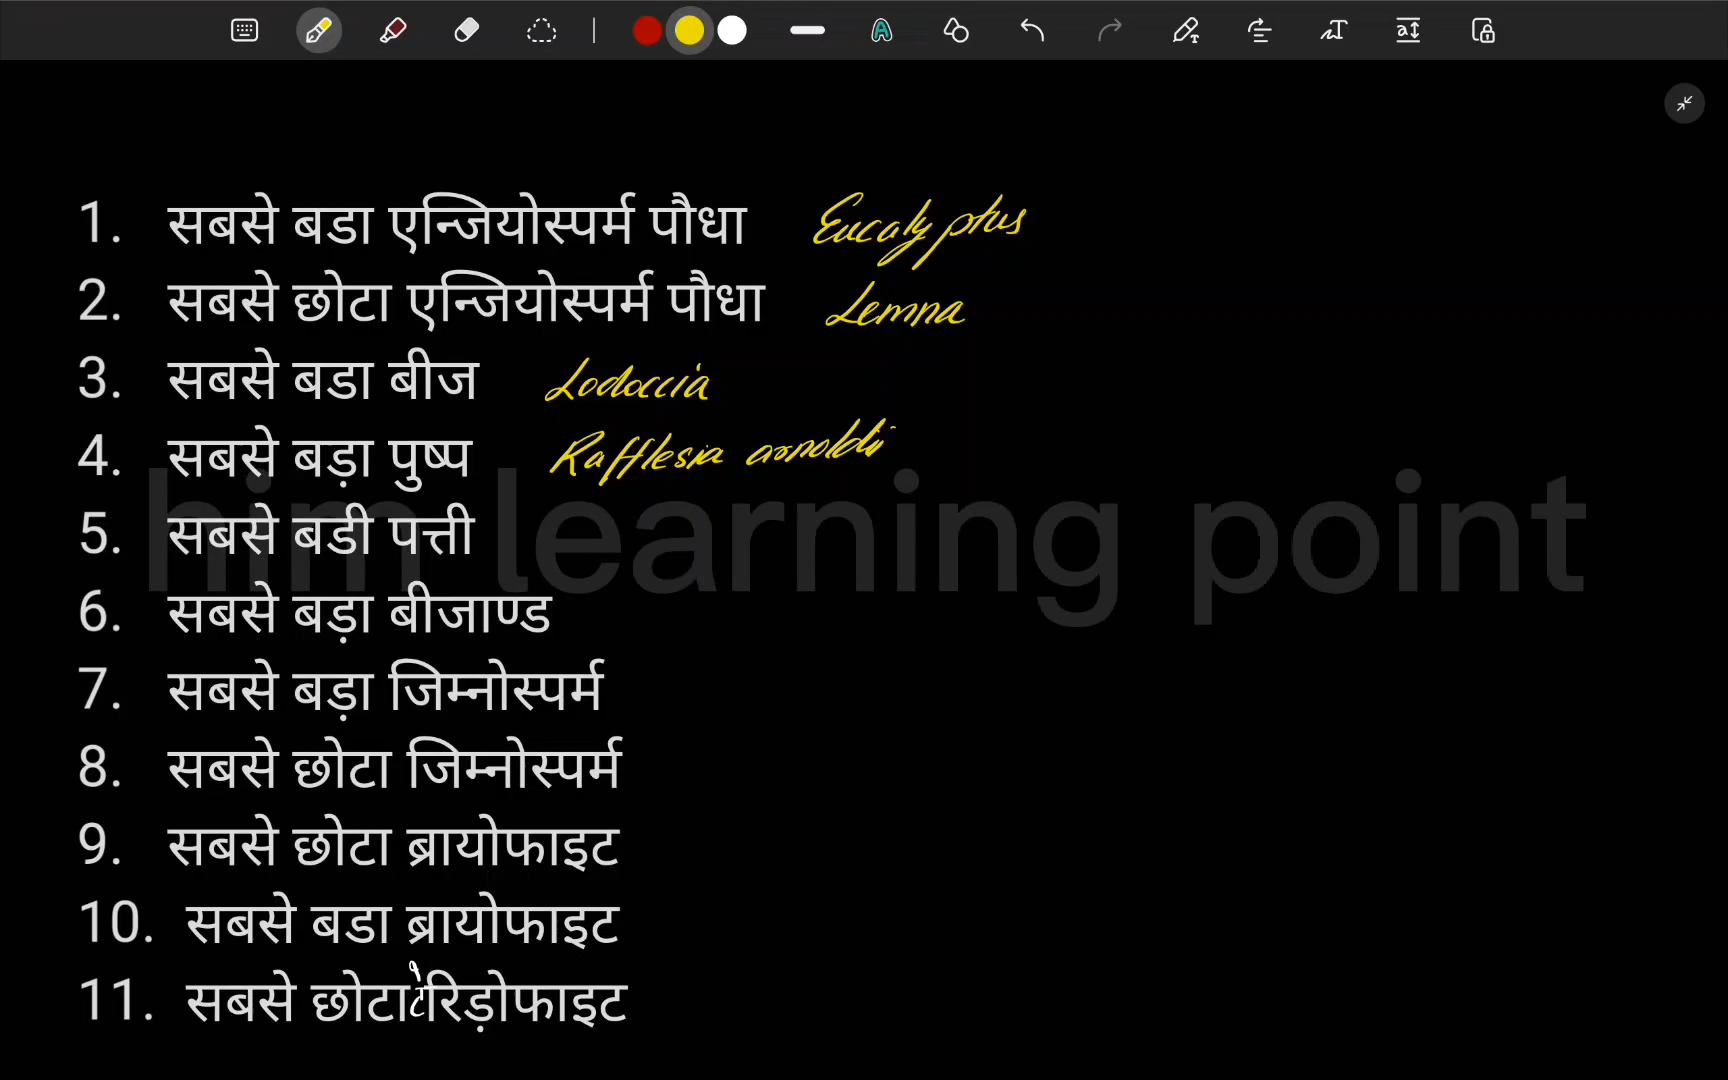 1. सबसे बडा एन्जियोस्पर्म पौधा Eucalyptus
2. सबसे छोटा एन्जियोस्पर्म पौधा Lemna
3. सबसे बडा बीज Lodoccia
4. सबसे बड़ा पुष्प Rafflesia arnoldii
him learning point
5. सबसे बडी पत्ती
6. सबसे बड़ा बीजाण्ड
7. सबसे बड़ा जिम्नोस्पर्म
8. सबसे छोटा जिम्नोस्पर्म
9. सबसे छोटा ब्रायोफाइट
10. सबसे बडा ब्रायोफाइट
11. सबसे छोटा टेरिड़ोफाइट